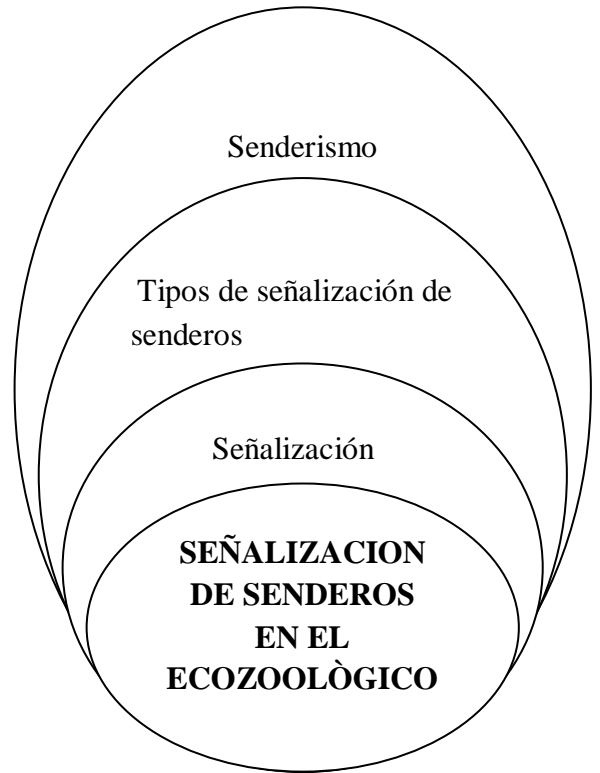 Senderismo
Tipos de señalización de
senderos
Señalización
SEÑALIZACION
DE SENDEROS
EN EL
ECOZOOLÒGICO